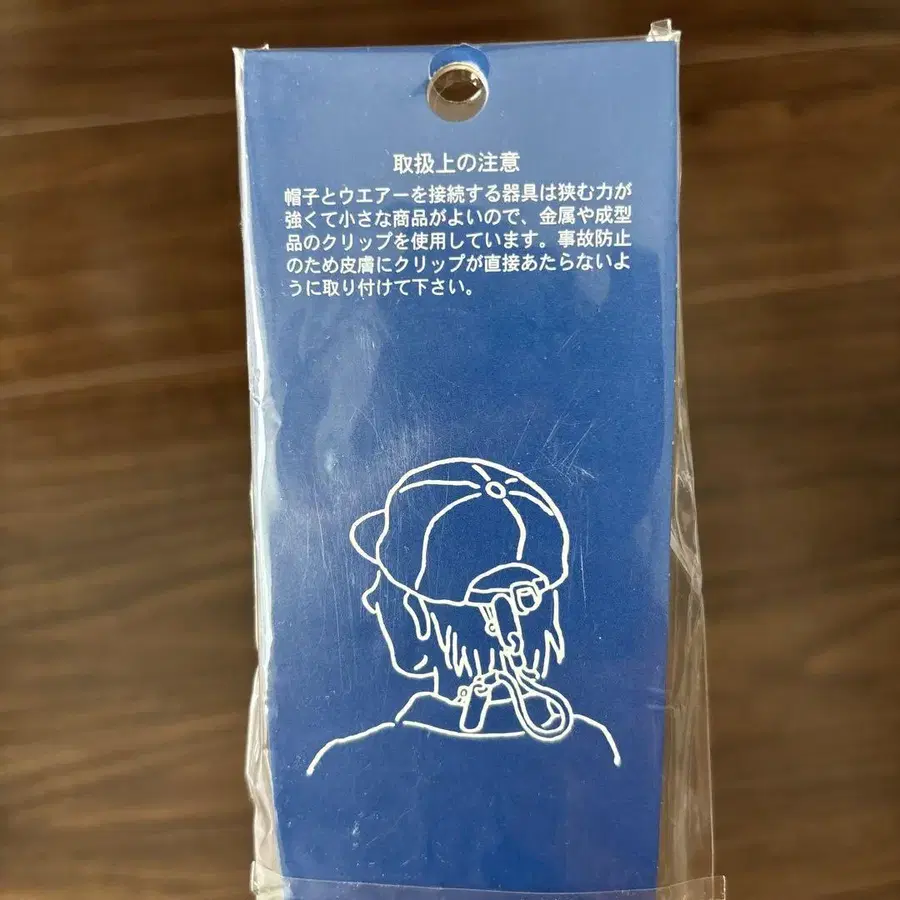 取扱上の注意
帽子とウエアーを接続する器具は狭む力が
強くて小さな商品がよいので、金属や成型
品のクリップを使用しています。事故防止
のため皮膚にクリップが直接あたらないよ
うに取り付けて下さい。